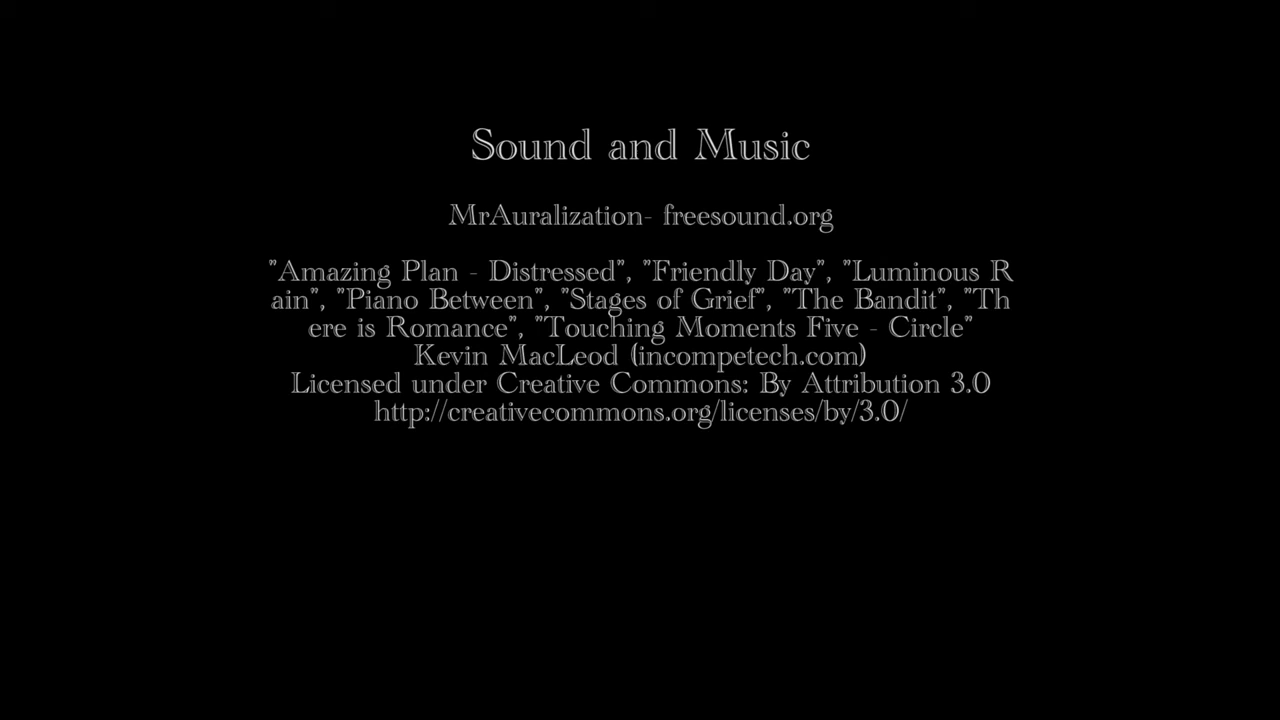 Sound and Music
MrAuralization- freesound.org
"Amazing Plan - Distressed", "Friendly Day", "Luminous R
ain", "Piano Between", "Stages of Grief", "The Bandit", "Th
ere is Romance", "Touching Moments Five - Circle"
Kevin MacLeod (incompetech.com)
Licensed under Creative Commons: By Attribution 3.0
http://creativecommons.org/licenses/by/3.0/